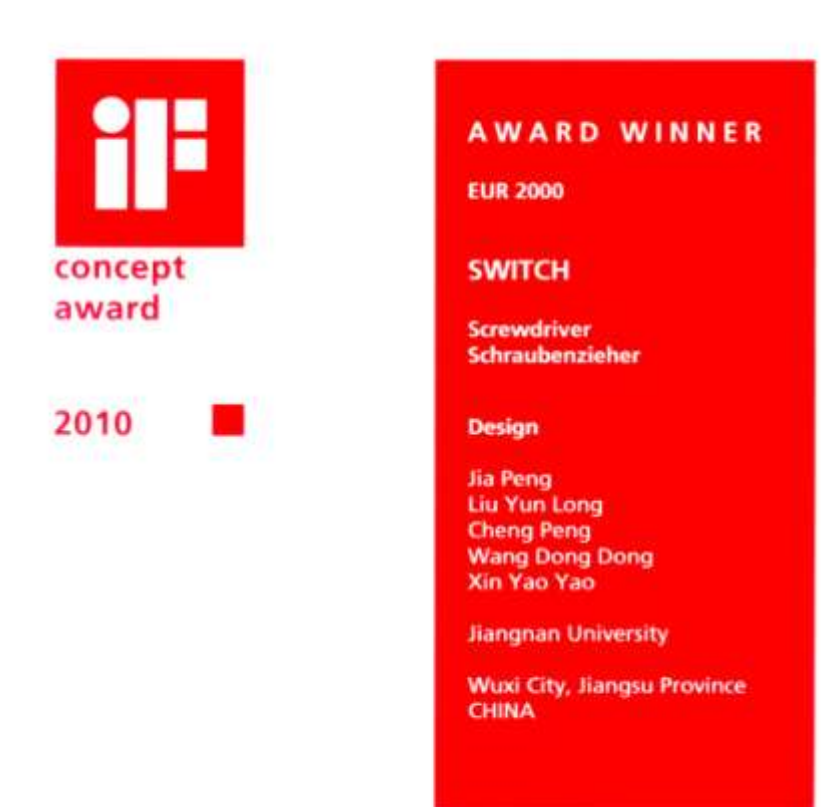 iF
concept
award
2010
AWARD WINNER
EUR 2000
SWITCH
Screwdriver
Schraubenzieher
Design
Jia Peng
Liu Yun Long
Cheng Peng
Wang Dong Dong
Xin Yao Yao
Jiangnan University
Wuxi City, Jiangsu Province
CHINA